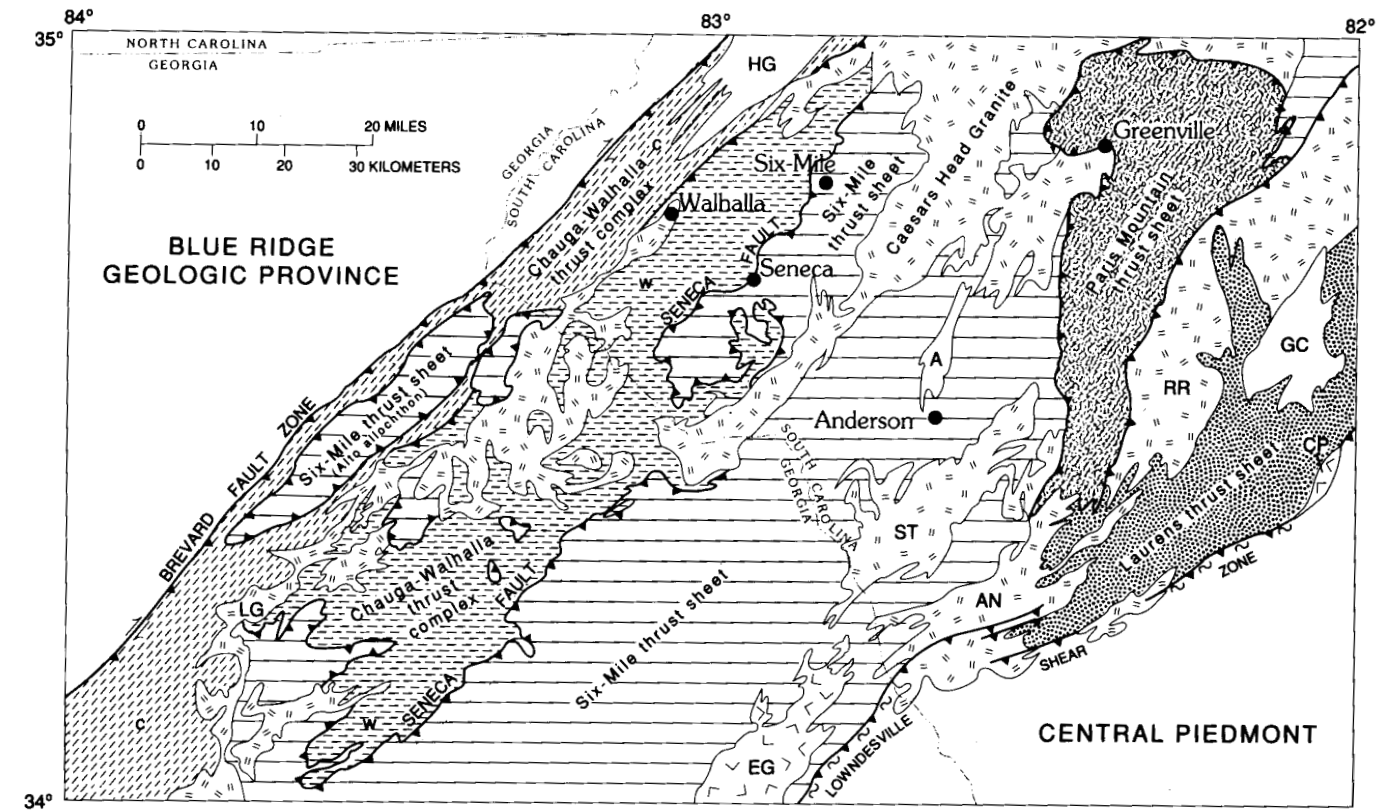 84°
83°
82°
35°
NORTH CAROLINA
GEORGIA
HG
0 10 20 MILES
0 10 20 30 KILOMETERS
GEORGIA
SOUTH CAROLINA
Greenville
Six-Mile
Six-Mile
thrust sheet
Caesars Head Granite
Chauga-Walhalla
thrust complex
C
Walhalla
BLUE RIDGE
GEOLOGIC PROVINCE
Paris Mountain
thrust sheet
W
SENECA
FAULT
Seneca
GC
A
RR
Six-Mile thrust sheet
(Alto allochthon)
Anderson
BREVARD
FAULT
ZONE
SOUTH CAROLINA
GEORGIA
CP
Laurens thrust sheet
ST
Chauga-Walhalla
thrust
complex
FAULT
ZONE
LG
AN
Six-Mile thrust sheet
SHEAR
SENECA
W
C
CENTRAL PIEDMONT
EG
LOWNDESVILLE
34°